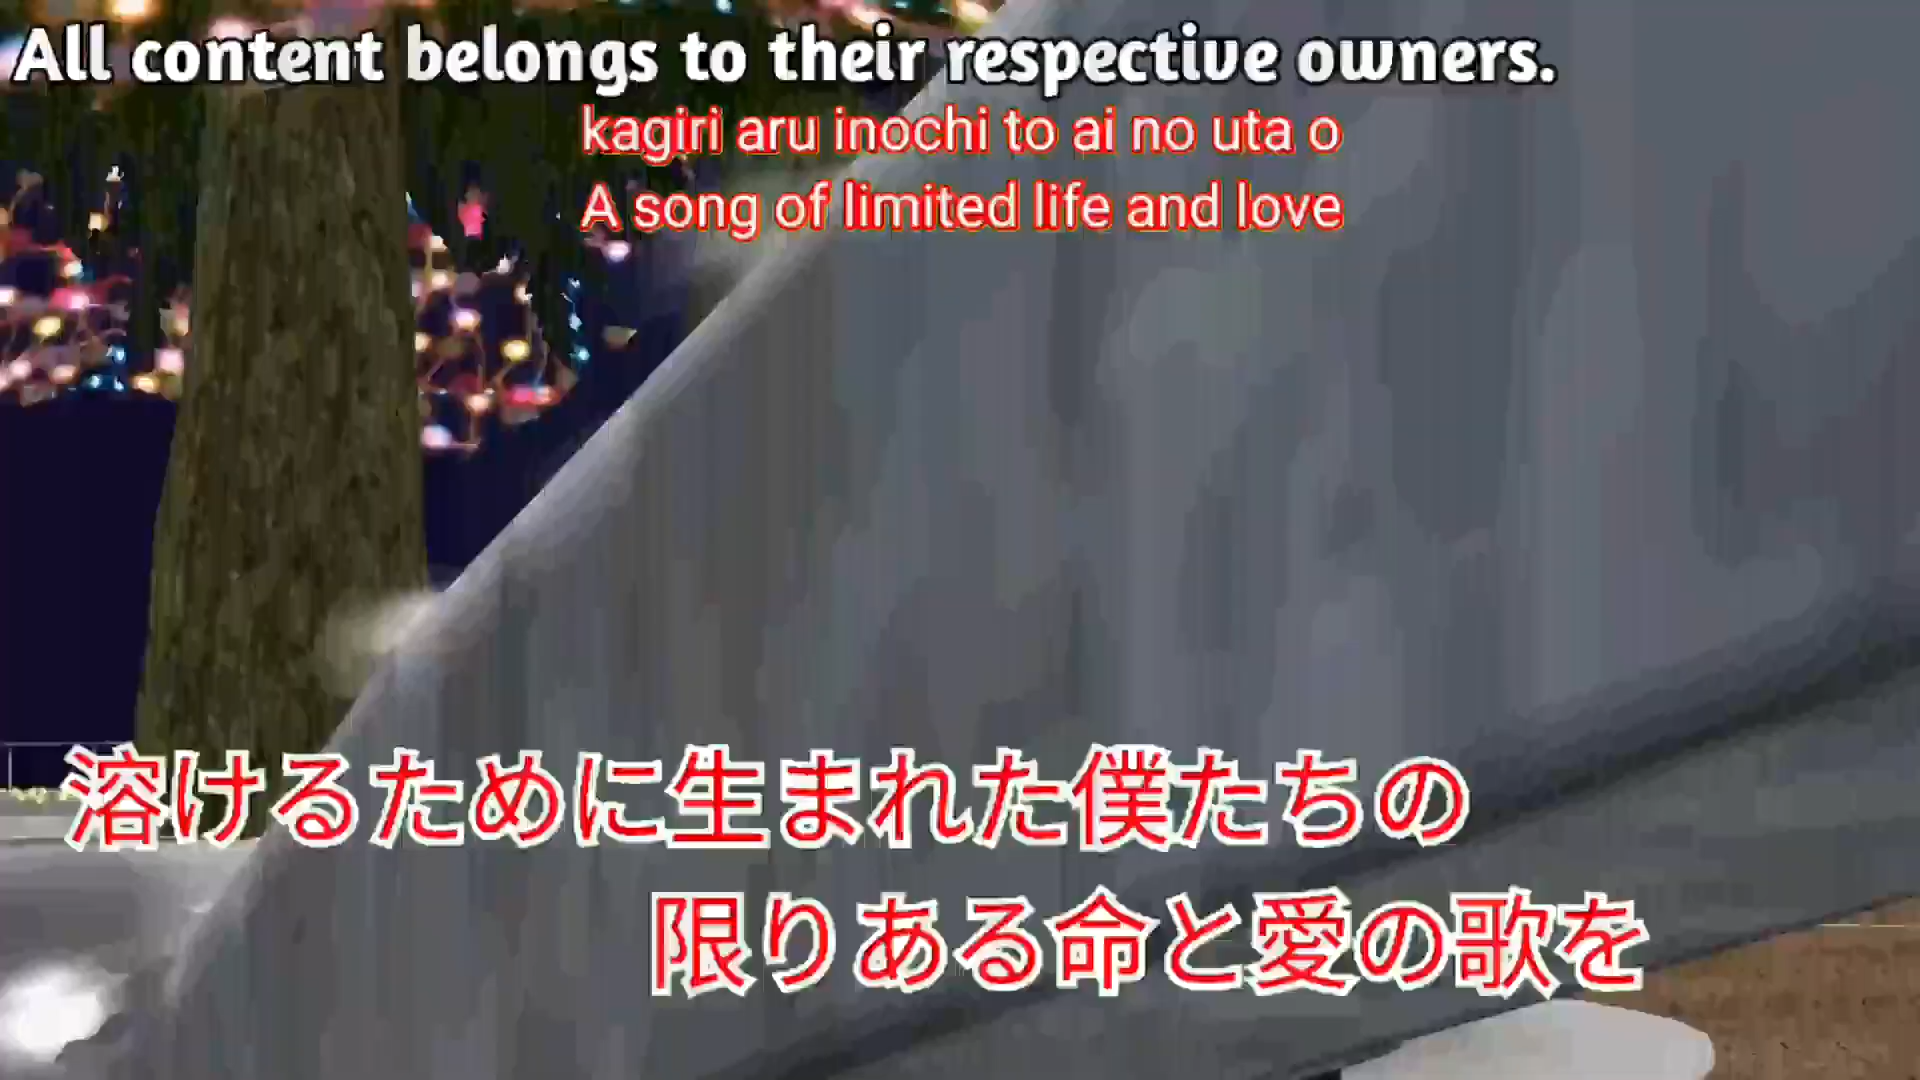 All content belongs to their respective owners.
kagiri aru inochi to ai no uta o
A song of limited life and love
溶けるために生まれた僕たちの
限りある命と愛の歌を